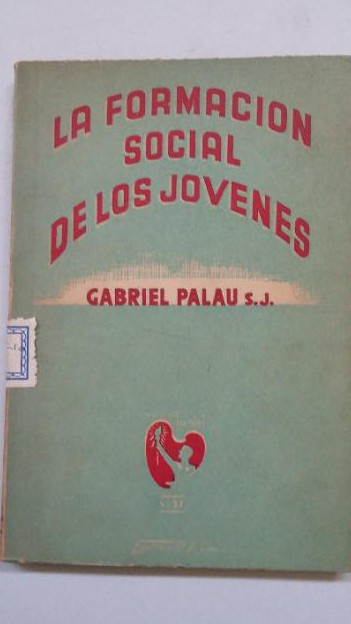 LA FORMACION
SOCIAL
DE LOS JOVENES
GABRIEL PALAU S.J.